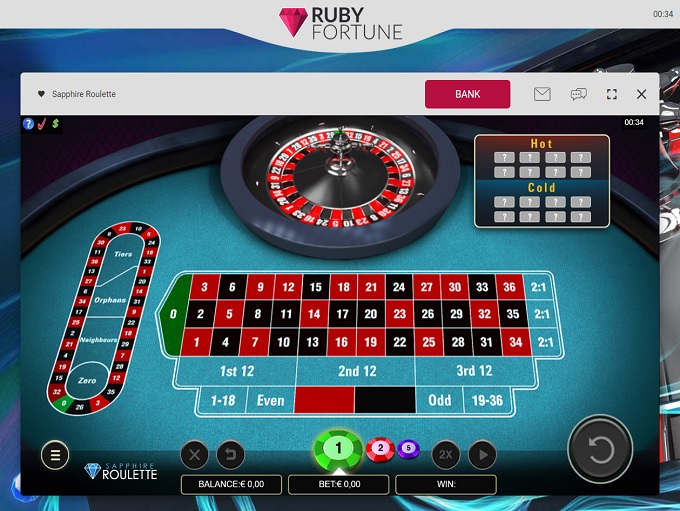 RUBY
FORTUNE
00:34
Sapphire Roulette
BANK
? $
00:34
Hot
? ? ? ?
? ? ? ?
Cold
? ? ? ?
? ? ? ?
Tiers
Orphans
Neighbours
Zero
3 6 9 12 15 18 21 24 27 30 33 36 2:1
0 2 5 8 11 14 17 20 23 26 29 32 35 2:1
1 4 7 10 13 16 19 22 25 28 31 34 2:1
1st 12 2nd 12 3rd 12
1-18 Even Odd 19-36
1 2 5 2X
SAPPHIRE
ROULETTE
BALANCE:€ 0,00 BET:€ 0,00 WIN: